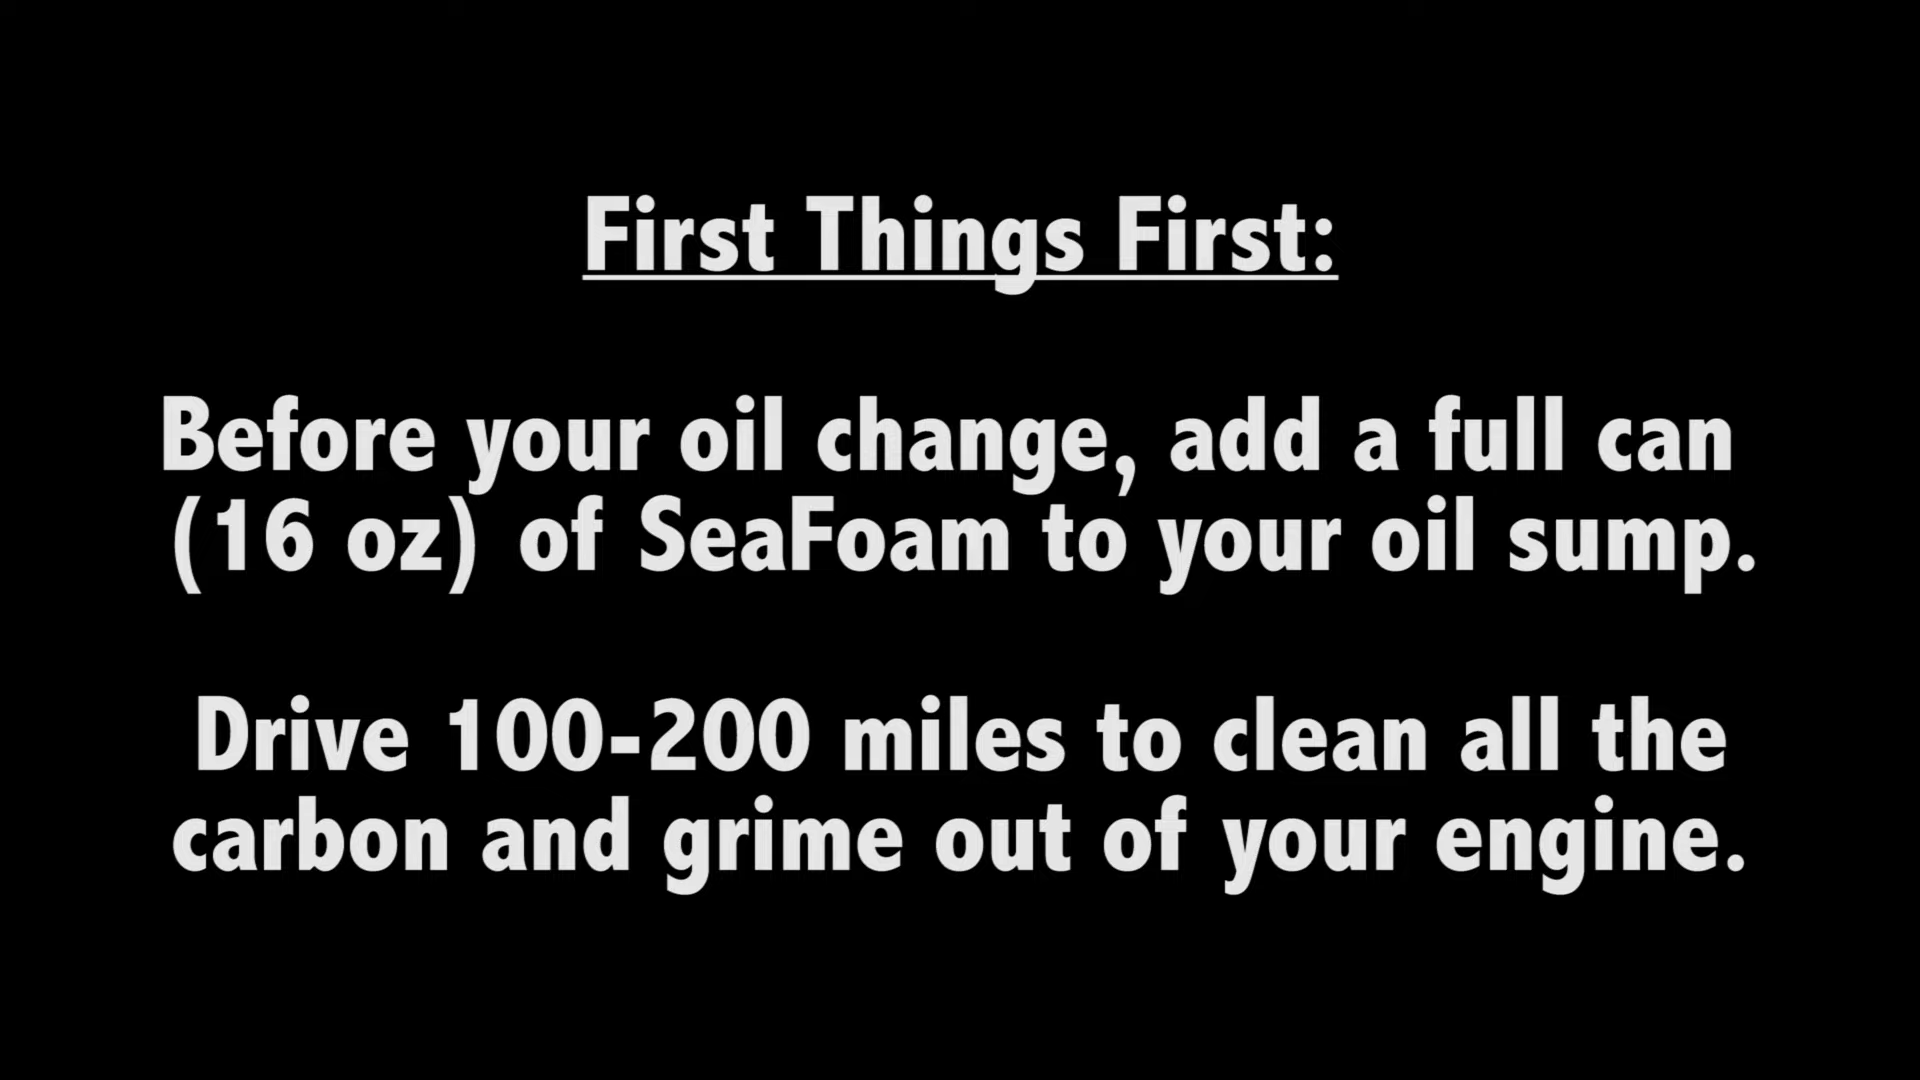 First Things First:
Before your oil change, add a full can
(16 oz) of SeaFoam to your oil sump.
Drive 100-200 miles to clean all the
carbon and grime out of your engine.